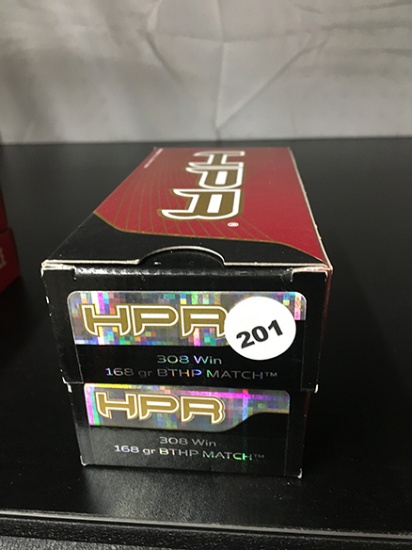 HPR®
HPR
201
308 Win
168 gr BTHP MATCH™
HPR
308 Win
168 gr BTHP MATCH™